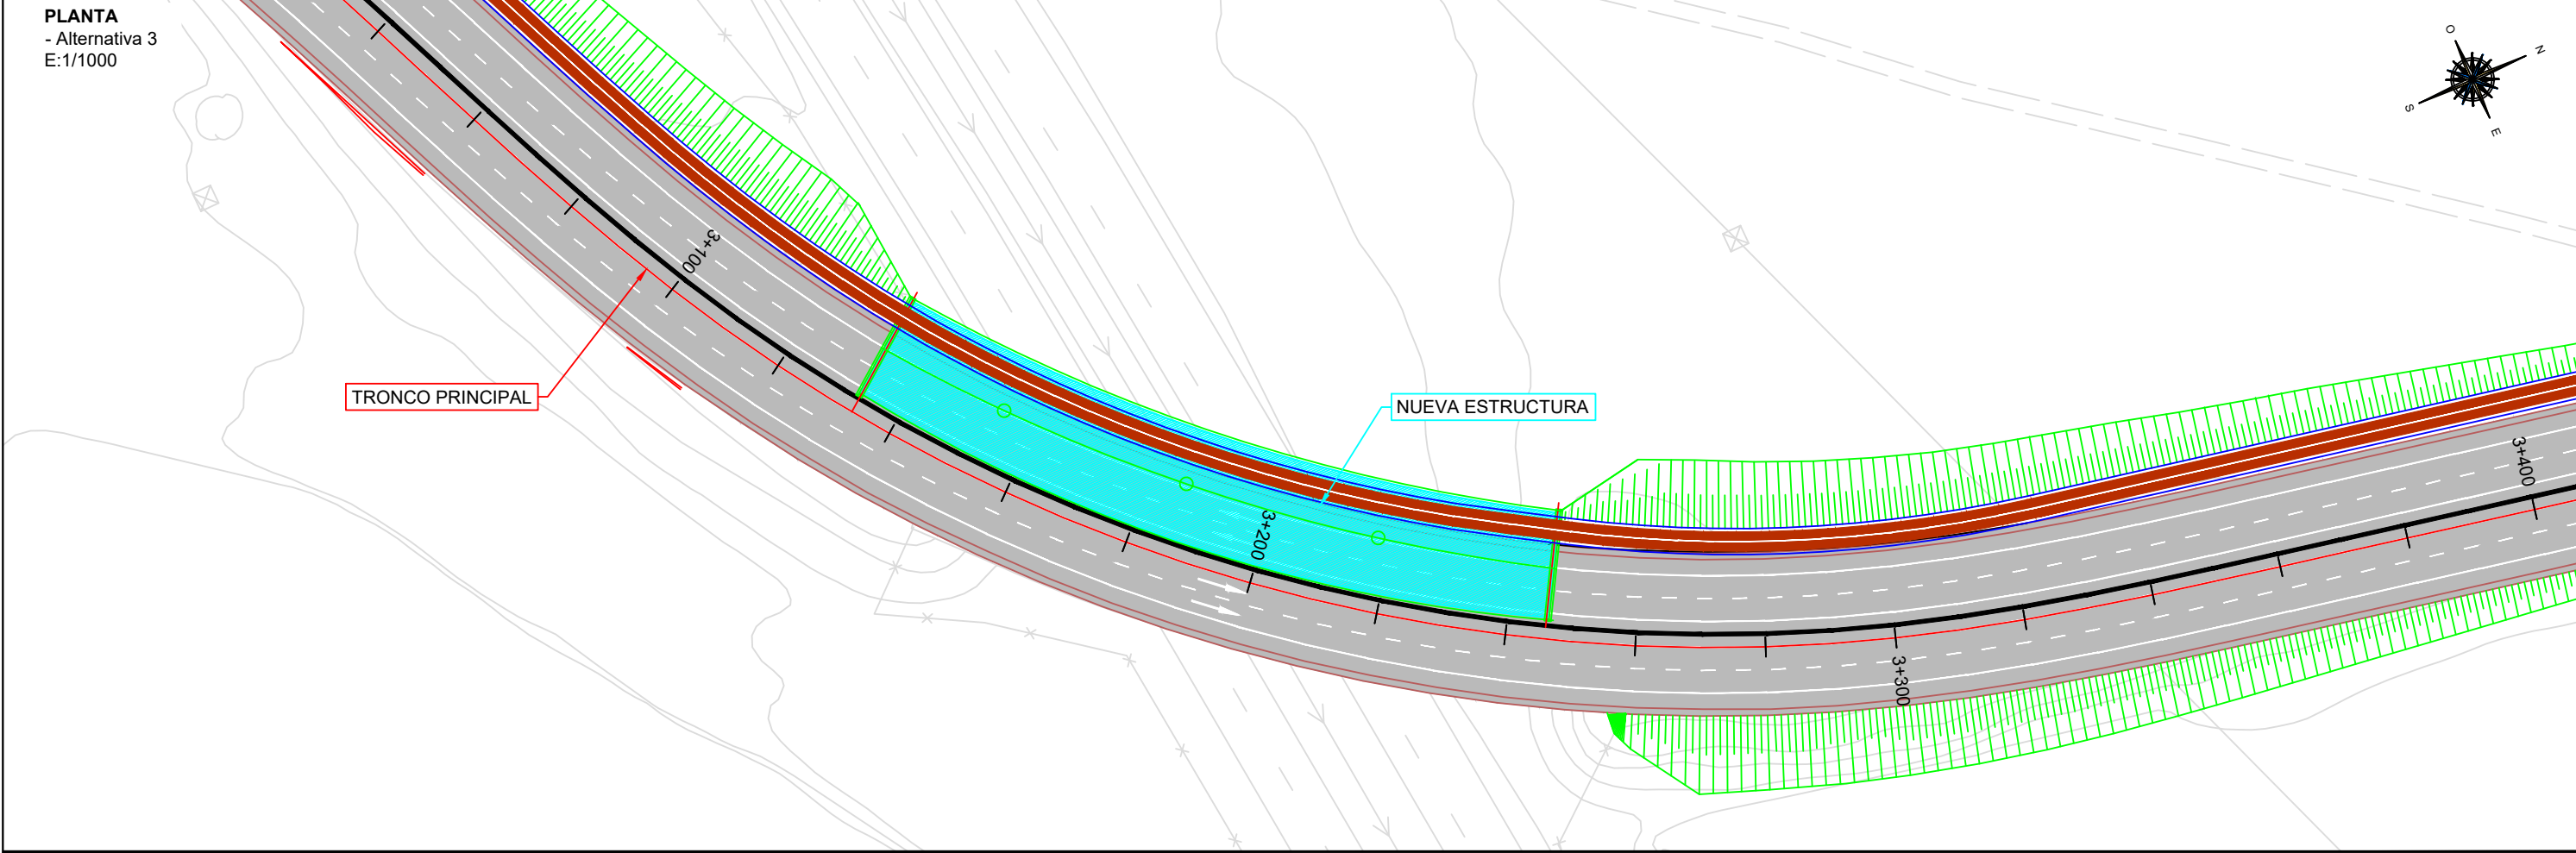 PLANTA
- Alternativa 3
E:1/1000
O
N
S
E
3+100
TRONCO PRINCIPAL
NUEVA ESTRUCTURA
3+200
3+300
3+400